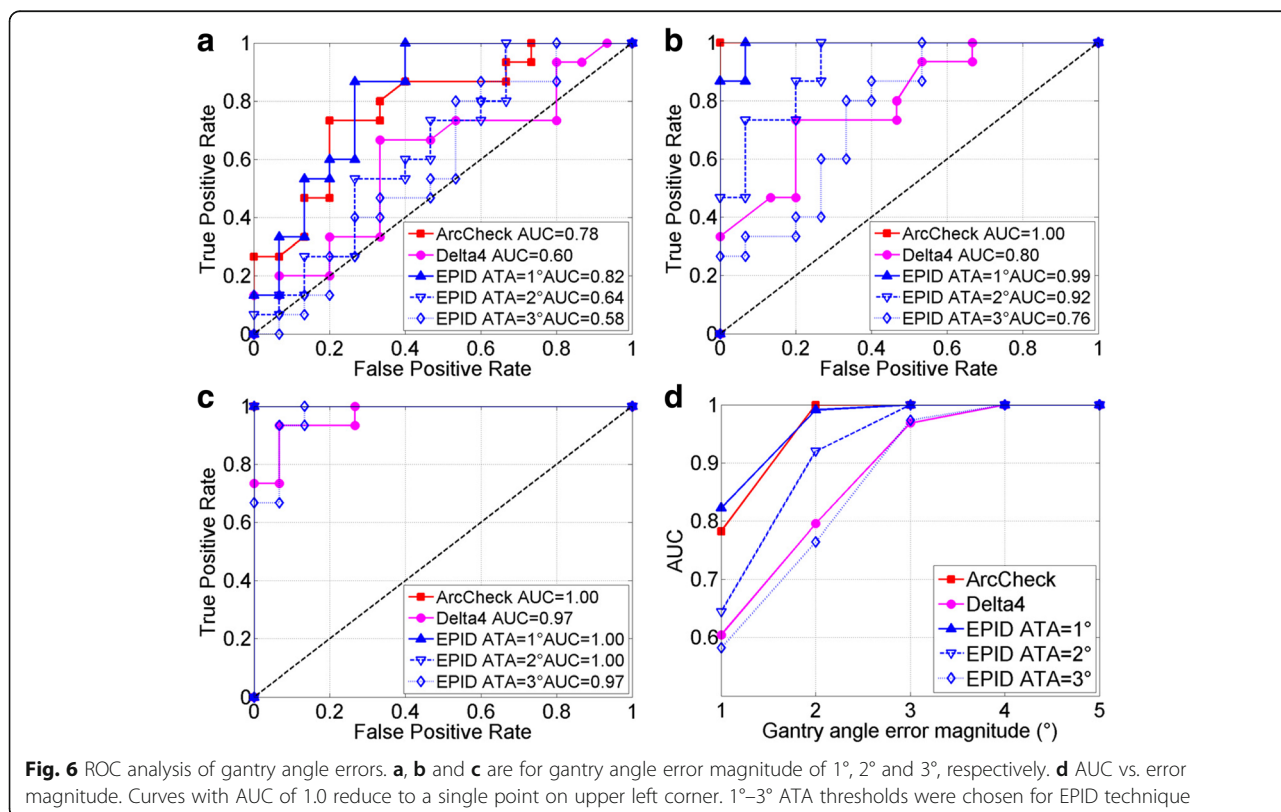 a
True Positive Rate
1
0.8
0.6
0.4
0.2
0
0 0.2 0.4 0.6 0.8 1
False Positive Rate
ArcCheck AUC=0.78
Delta4 AUC=0.60
EPID ATA=1°AUC=0.82
EPID ATA=2°AUC=0.64
EPID ATA=3°AUC=0.58
b
True Positive Rate
1
0.8
0.6
0.4
0.2
0
0 0.2 0.4 0.6 0.8 1
False Positive Rate
ArcCheck AUC=1.00
Delta4 AUC=0.80
EPID ATA=1°AUC=0.99
EPID ATA=2°AUC=0.92
EPID ATA=3°AUC=0.76
c
True Positive Rate
1
0.8
0.6
0.4
0.2
0
0 0.2 0.4 0.6 0.8 1
False Positive Rate
ArcCheck AUC=1.00
Delta4 AUC=0.97
EPID ATA=1°AUC=1.00
EPID ATA=2°AUC=1.00
EPID ATA=3°AUC=0.97
d
AUC
1
0.9
0.8
0.7
0.6
1 2 3 4 5
Gantry angle error magnitude (°)
ArcCheck
Delta4
EPID ATA=1°
EPID ATA=2°
EPID ATA=3°
Fig. 6 ROC analysis of gantry angle errors. a, b and c are for gantry angle error magnitude of 1°, 2° and 3°, respectively. d AUC vs. error
magnitude. Curves with AUC of 1.0 reduce to a single point on upper left corner. 1°–3° ATA thresholds were chosen for EPID technique